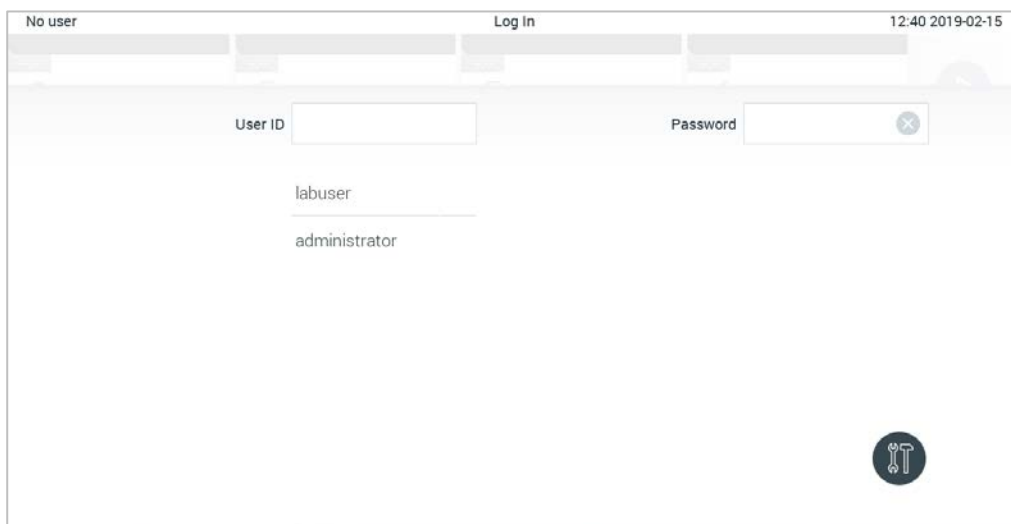 No user Log In 12:40 2019-02-15
User ID Password
labuser
administrator